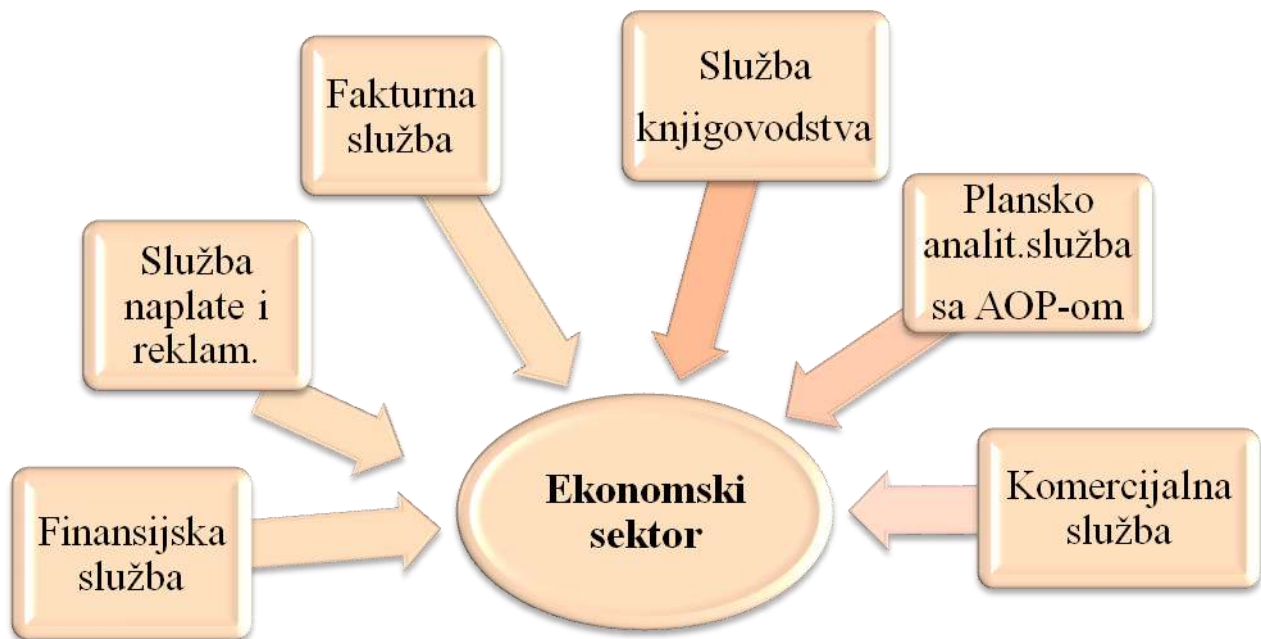 Fakturna
služba
Služba
knjigovodstva
Plansko
analit.služba
sa AOP-om
Služba
naplate i
reklam.
Finansijska
služba
Ekonomski
sektor
Komercijalna
služba